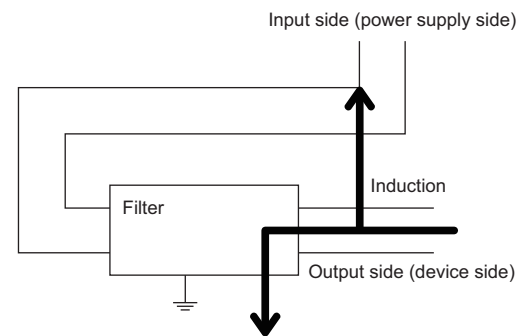 Input side (power supply side)
Induction
Filter
Output side (device side)